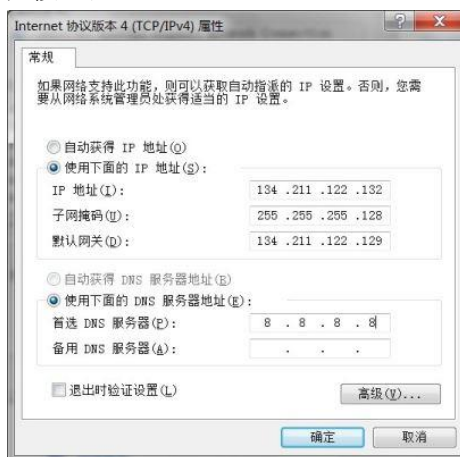 Internet 协议版本 4 (TCP/IPv4) 属性
常规
如果网络支持此功能，则可以获取自动指派的 IP 设置。否则，您需
要从网络系统管理员处获得适当的 IP 设置。
自动获得 IP 地址(O)
使用下面的 IP 地址(S):
IP 地址(I): 134 .211 .122 .132
子网掩码(U): 255 .255 .255 .128
默认网关(D): 134 .211 .122 .129
自动获得 DNS 服务器地址(B)
使用下面的 DNS 服务器地址(E):
首选 DNS 服务器(P): 8 . 8 . 8 . 8
备用 DNS 服务器(A): . . .
退出时验证设置(L)
高级(V)...
确定 取消